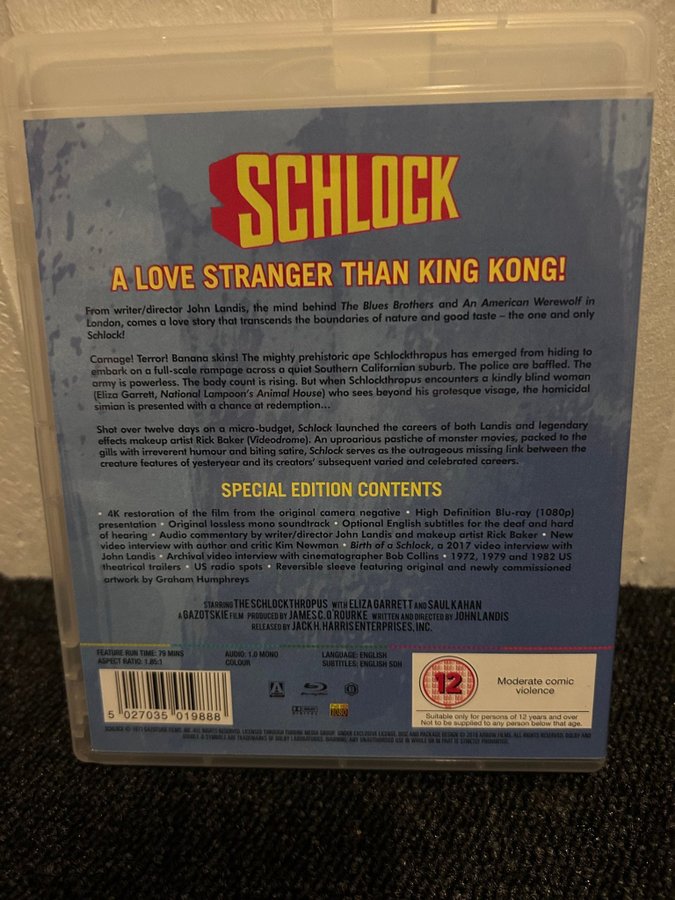 SCHLOCK
A LOVE STRANGER THAN KING KONG!
From writer/director John Landis, the mind behind The Blues Brothers and An American Werewolf in
London, comes a love story that transcends the boundaries of nature and good taste – the one and only
Schlock!
Carnage! Terror! Banana skins! The mighty prehistoric ape Schlockthropus has emerged from hiding to
embark on a full-scale rampage across a quiet Southern Californian suburb. The police are baffled. The
army is powerless. The body count is rising. But when Schlockthropus encounters a kindly blind woman
(Eliza Garrett, National Lampoon's Animal House) who sees beyond his grotesque visage, the homicidal
simian is presented with a chance at redemption...
Shot over twelve days on a micro-budget, Schlock launched the careers of both Landis and legendary
effects makeup artist Rick Baker (Videodrome). An uproarious pastiche of monster movies, packed to the
gills with irreverent humour and biting satire, Schlock serves as the outrageous missing link between the
creature features of yesteryear and its creators' subsequent varied and celebrated careers.
SPECIAL EDITION CONTENTS
• 4K restoration of the film from the original camera negative • High Definition Blu-ray (1080p)
presentation • Original lossless mono soundtrack • Optional English subtitles for the deaf and hard
of hearing • Audio commentary by writer/director John Landis and makeup artist Rick Baker • New
video interview with author and critic Kim Newman • Birth of a Schlock, a 2017 video interview with
John Landis • Archival video interview with cinematographer Bob Collins • 1972, 1979 and 1982 US
theatrical trailers • US radio spots • Reversible sleeve featuring original and newly commissioned
artwork by Graham Humphreys
STARRING THE SCHLOCKTHROPUS WITH ELIZA GARRETT AND SAUL KAHAN
A GAZOTSKIE FILM PRODUCED BY JAMES C. O'ROURKE WRITTEN AND DIRECTED BY JOHN LANDIS
RELEASED BY JACK H. HARRIS ENTERPRISES, INC.
FEATURE RUN TIME: 79 MINS AUDIO: 1.0 MONO LANGUAGE: ENGLISH
ASPECT RATIO: 1.85:1 COLOUR SUBTITLES: ENGLISH SDH
5 027035 019888
12
Moderate comic
violence
Suitable only for persons of 12 years and over
Not to be supplied to any person below that age.